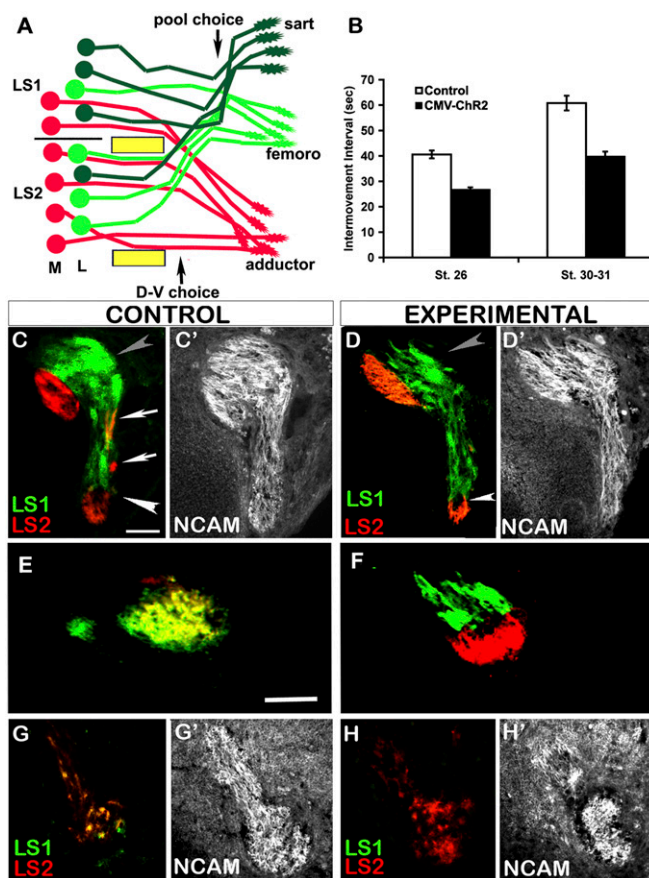 A
pool choice
sart
LS1
femoro
LS2
adductor
M L
D-V choice
B
Intermovement Interval (sec)
70
60
50
40
30
20
10
0
Control
CMV-ChR2
St. 26
St. 30-31
CONTROL
EXPERIMENTAL
C
LS1
LS2
C'
NCAM
D
LS1
LS2
D'
NCAM
E
F
G
LS1
LS2
G'
NCAM
H
LS1
LS2
H'
NCAM